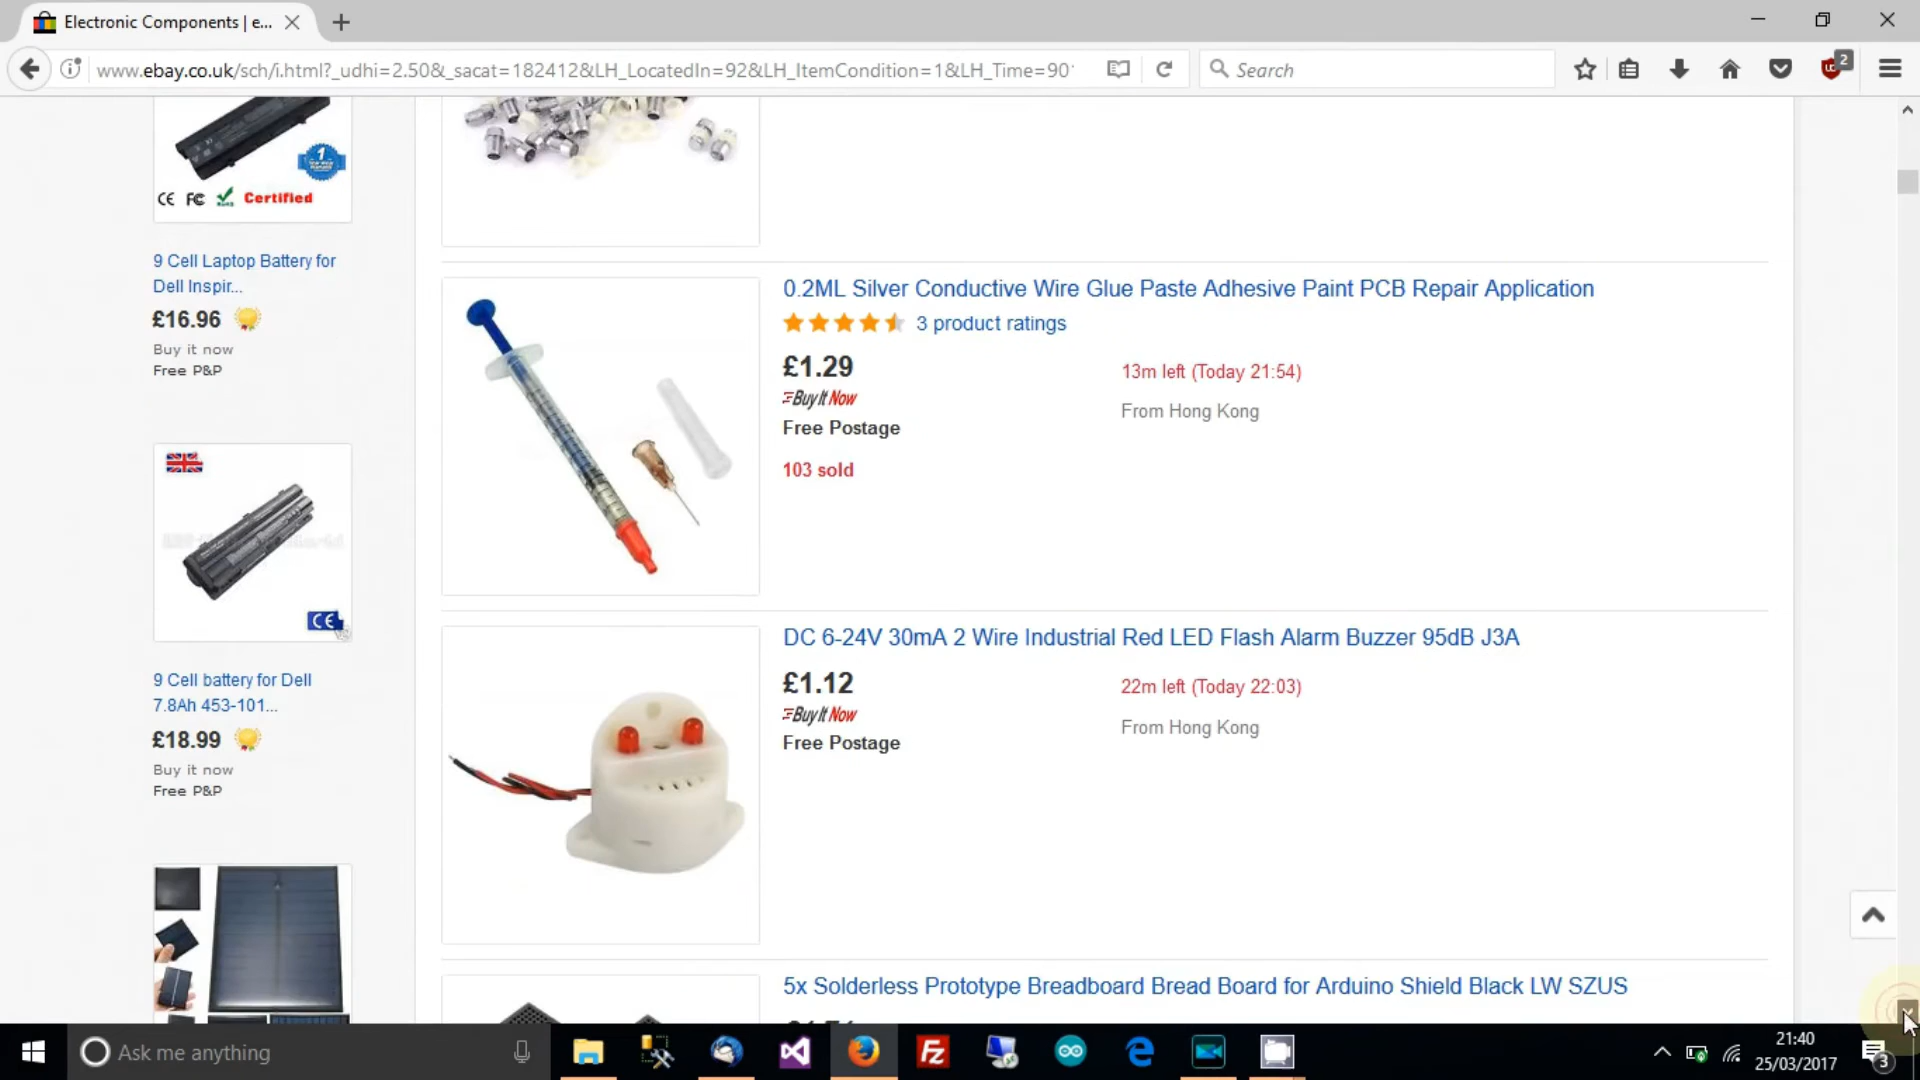 Electronic Components | e...
www.ebay.co.uk/sch/i.html?_udhi=2.50&_sacat=182412&LH_LocatedIn=92&LH_ItemCondition=1&LH_Time=90
Search
2
1
CE FC Certified
9 Cell Laptop Battery for
Dell Inspir...
£16.96
Buy it now
Free P&P
CE
9 Cell battery for Dell
7.8Ah 453-101...
£18.99
Buy it now
Free P&P
0.2ML Silver Conductive Wire Glue Paste Adhesive Paint PCB Repair Application
3 product ratings
£1.29
13m left (Today 21:54)
Buy It Now
From Hong Kong
Free Postage
103 sold
DC 6-24V 30mA 2 Wire Industrial Red LED Flash Alarm Buzzer 95dB J3A
£1.12
22m left (Today 22:03)
Buy It Now
From Hong Kong
Free Postage
5x Solderless Prototype Breadboard Bread Board for Arduino Shield Black LW SZUS
Ask me anything
Fz
21:40
25/03/2017
3